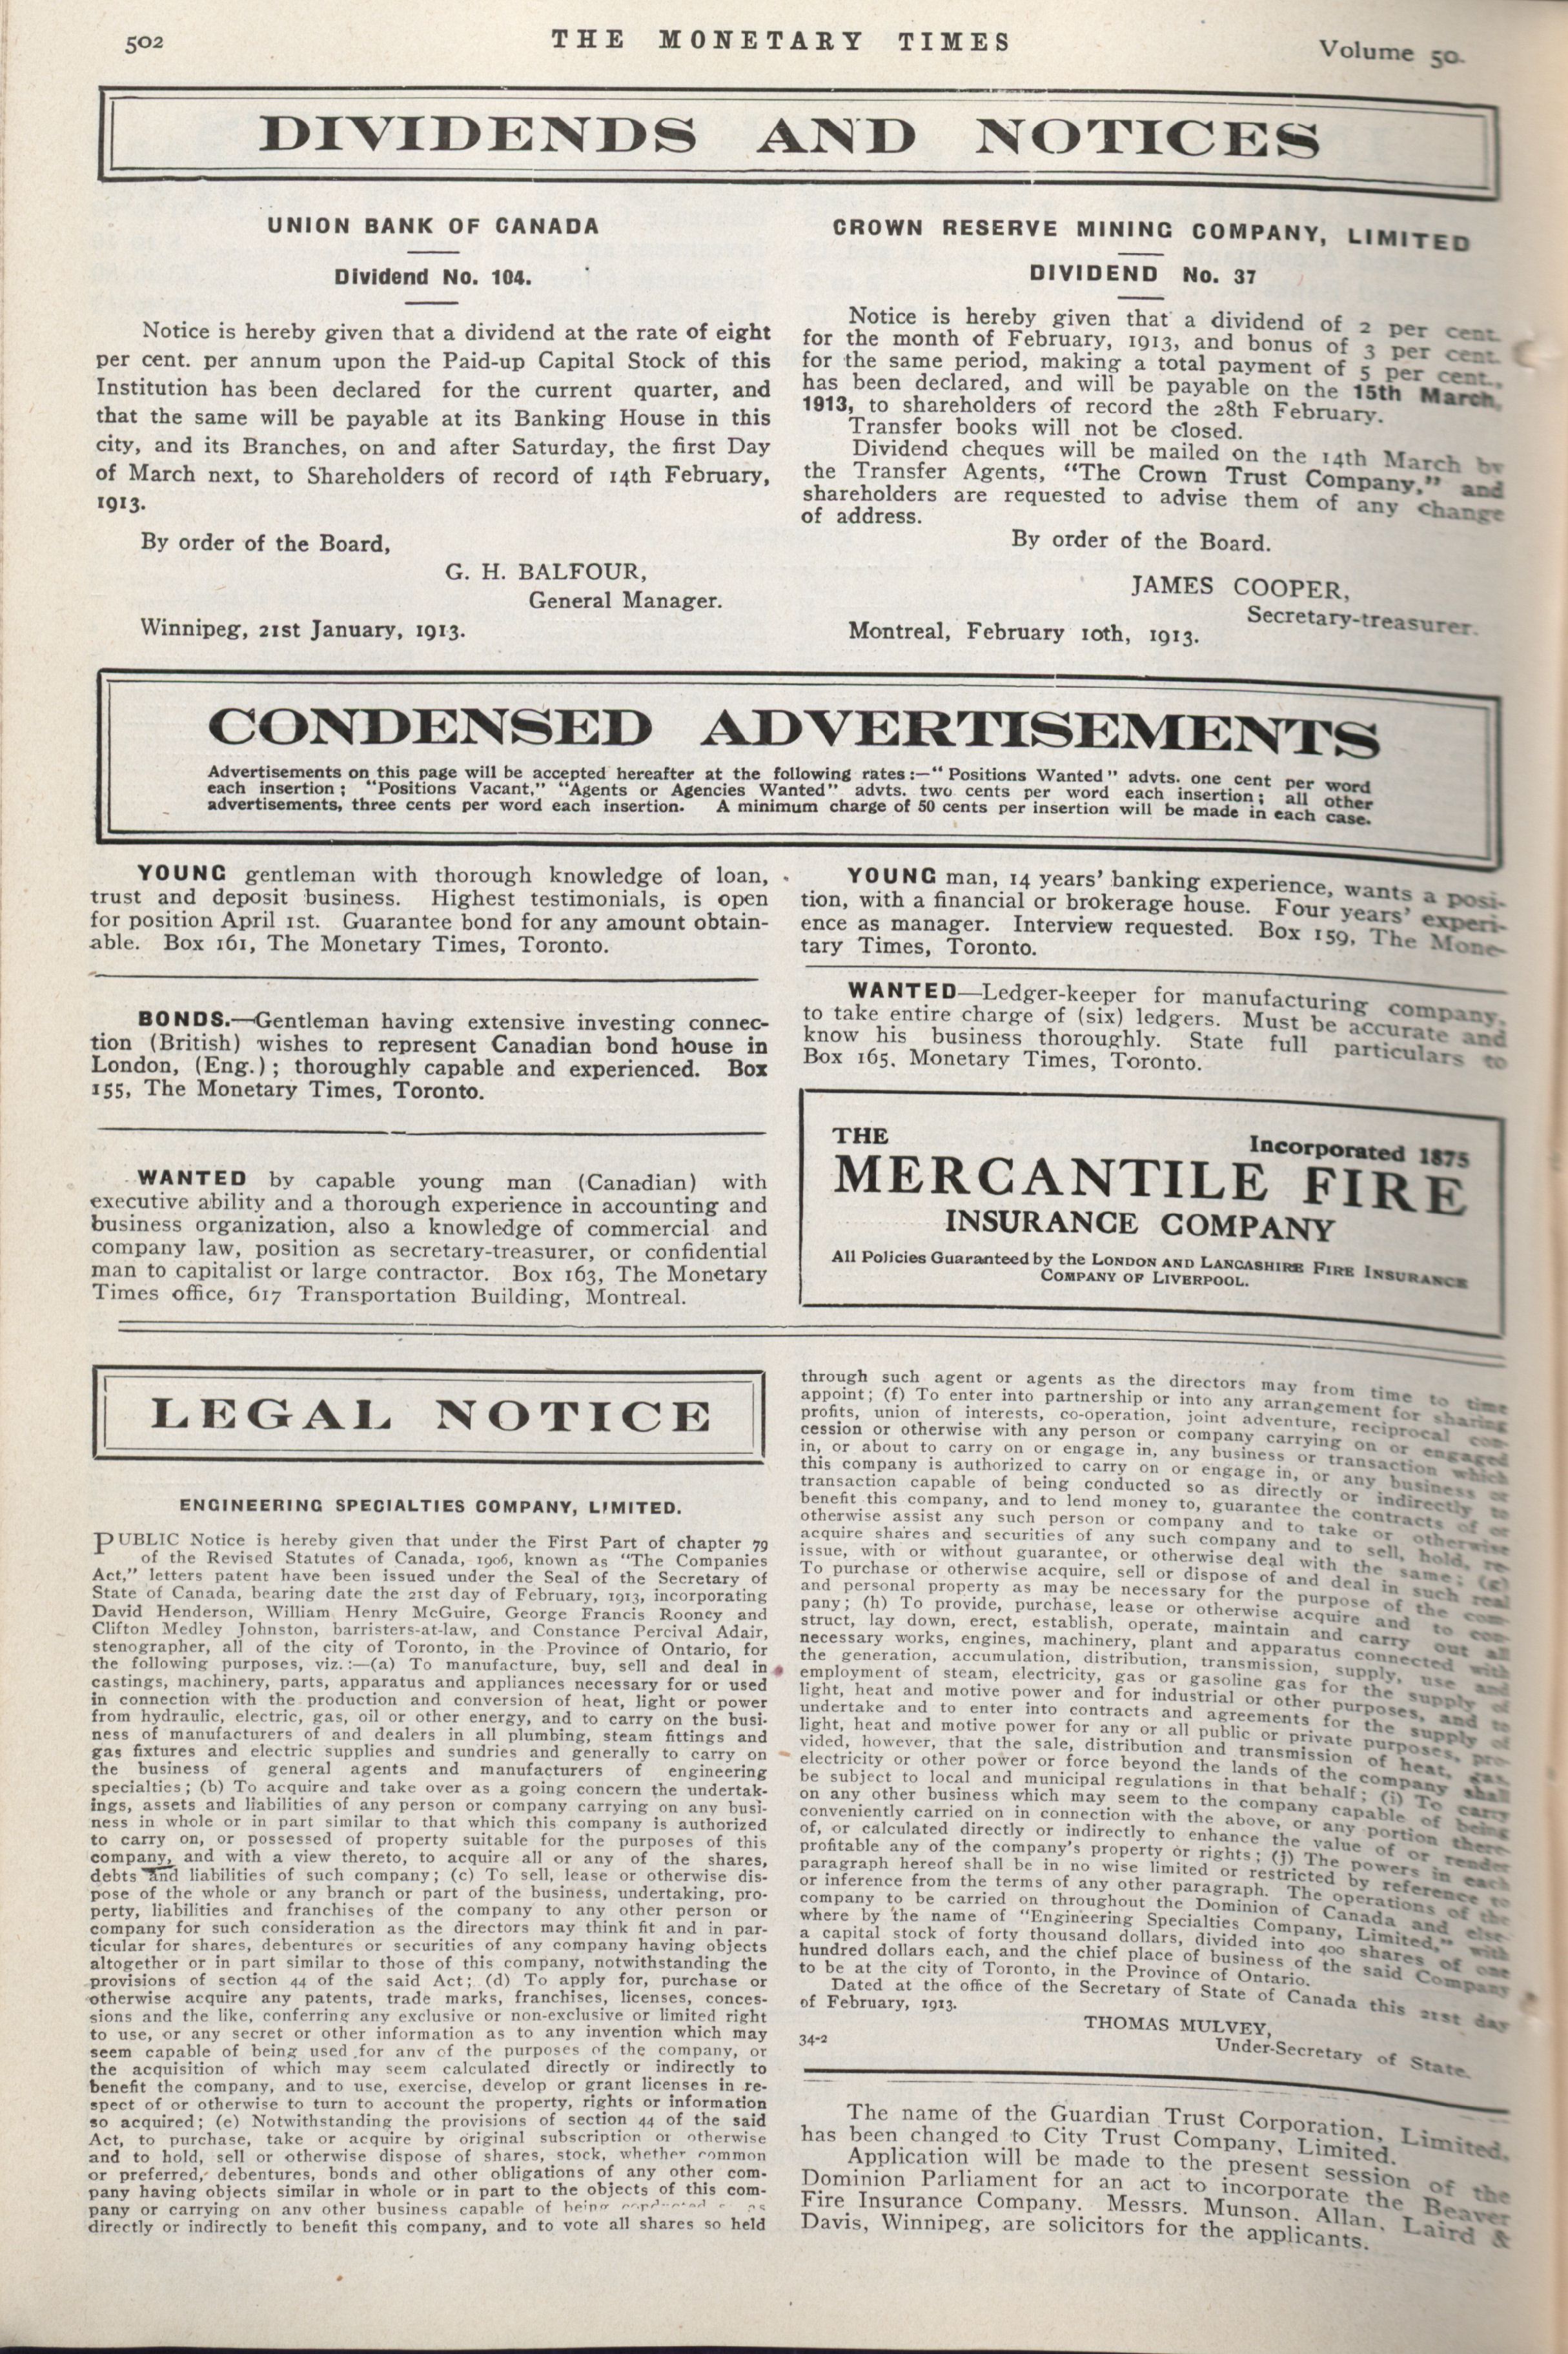 502
THE MONETARY TIMES
Volume 50.
DIVIDENDS AND NOTICES
UNION BANK OF CANADA
Dividend No. 104.
Notice is hereby given that a dividend at the rate of eight
per cent. per annum upon the Paid-up Capital Stock of this
Institution has been declared for the current quarter, and
that the same will be payable at its Banking House in this
city, and its Branches, on and after Saturday, the first Day
of March next, to Shareholders of record of 14th February,
1913.
By order of the Board,
G. H. BALFOUR,
General Manager.
Winnipeg, 21st January, 1913.
CROWN RESERVE MINING COMPANY, LIMITED
DIVIDEND No. 37
Notice is hereby given that a dividend of 2 per cent.
for the month of February, 1913, and bonus of 3 per cent.
for the same period, making a total payment of 5 per cent.,
has been declared, and will be payable on the 15th March,
1913, to shareholders of record the 28th February.
Transfer books will not be closed.
Dividend cheques will be mailed on the 14th March by
the Transfer Agents, "The Crown Trust Company," and
shareholders are requested to advise them of any change
of address.
By order of the Board.
JAMES COOPER,
Secretary-treasurer.
Montreal, February 10th, 1913.
CONDENSED ADVERTISEMENTS
Advertisements on this page will be accepted hereafter at the following rates:—"Positions Wanted" advts. one cent per word
each insertion; "Positions Vacant," "Agents or Agencies Wanted" advts. two cents per word each insertion; all other
advertisements, three cents per word each insertion. A minimum charge of 50 cents per insertion will be made in each case.
YOUNG gentleman with thorough knowledge of loan,
trust and deposit business. Highest testimonials, is open
for position April 1st. Guarantee bond for any amount obtain-
able. Box 161, The Monetary Times, Toronto.
BONDS.—Gentleman having extensive investing connec-
tion (British) wishes to represent Canadian bond house in
London, (Eng.); thoroughly capable and experienced. Box
155, The Monetary Times, Toronto.
WANTED by capable young man (Canadian) with
executive ability and a thorough experience in accounting and
business organization, also a knowledge of commercial and
company law, position as secretary-treasurer, or confidential
man to capitalist or large contractor. Box 163, The Monetary
Times office, 617 Transportation Building, Montreal.
YOUNG man, 14 years' banking experience, wants a posi-
tion, with a financial or brokerage house. Four years' experi-
ence as manager. Interview requested. Box 159, The Mone-
tary Times, Toronto.
WANTED—Ledger-keeper for manufacturing company,
to take entire charge of (six) ledgers. Must be accurate and
know his business thoroughly. State full particulars to
Box 165, Monetary Times, Toronto.
THE
Incorporated 1875
MERCANTILE FIRE
INSURANCE COMPANY
All Policies Guaranteed by the LONDON AND LANCASHIRE FIRE INSURANCE
COMPANY OF LIVERPOOL.
LEGAL NOTICE
ENGINEERING SPECIALTIES COMPANY, LIMITED.
PUBLIC Notice is hereby given that under the First Part of chapter 79
of the Revised Statutes of Canada, 1906, known as "The Companies
Act," letters patent have been issued under the Seal of the Secretary of
State of Canada, bearing date the 21st day of February, 1913, incorporating
David Henderson, William Henry McGuire, George Francis Rooney and
Clifton Medley Johnston, barristers-at-law, and Constance Percival Adair,
stenographer, all of the city of Toronto, in the Province of Ontario, for
the following purposes, viz.:—(a) To manufacture, buy, sell and deal in
castings, machinery, parts, apparatus and appliances necessary for or used
in connection with the production and conversion of heat, light or power
from hydraulic, electric, gas, oil or other energy, and to carry on the busi-
ness of manufacturers of and dealers in all plumbing, steam fittings and
gas fixtures and electric supplies and sundries and generally to carry on
the business of general agents and manufacturers of engineering
specialties; (b) To acquire and take over as a going concern the undertak-
ings, assets and liabilities of any person or company carrying on any busi-
ness in whole or in part similar to that which this company is authorized
to carry on, or possessed of property suitable for the purposes of this
company, and with a view thereto, to acquire all or any of the shares,
debts and liabilities of such company; (c) To sell, lease or otherwise dis-
pose of the whole or any branch or part of the business, undertaking, pro-
perty, liabilities and franchises of the company to any other person or
company for such consideration as the directors may think fit and in par-
ticular for shares, debentures or securities of any company having objects
altogether or in part similar to those of this company, notwithstanding the
provisions of section 44 of the said Act; (d) To apply for, purchase or
otherwise acquire any patents, trade marks, franchises, licenses, conces-
sions and the like, conferring any exclusive or non-exclusive or limited right
to use, or any secret or other information as to any invention which may
seem capable of being used for any of the purposes of the company, or
the acquisition of which may seem calculated directly or indirectly to
benefit the company, and to use, exercise, develop or grant licenses in re-
spect of or otherwise to turn to account the property, rights or information
so acquired; (e) Notwithstanding the provisions of section 44 of the said
Act, to purchase, take or acquire by original subscription or otherwise
and to hold, sell or otherwise dispose of shares, stock, whether common
or preferred, debentures, bonds and other obligations of any other com-
pany having objects similar in whole or in part to the objects of this com-
pany or carrying on any other business capable of being conducted as
directly or indirectly to benefit this company, and to vote all shares so held
through such agent or agents as the directors may from time to time
appoint; (f) To enter into partnership or into any arrangement for sharing
profits, union of interests, co-operation, joint adventure, reciprocal con-
cession or otherwise with any person or company carrying on or engaged
in, or about to carry on or engage in, any business or transaction which
this company is authorized to carry on or engage in, or any business or
transaction capable of being conducted so as directly or indirectly to
benefit this company, and to lend money to, guarantee the contracts of or
otherwise assist any such person or company and to take or otherwise
acquire shares and securities of any such company and to sell, hold, re-
issue, with or without guarantee, or otherwise deal with the same; (g)
To purchase or otherwise acquire, sell or dispose of and deal in such real
and personal property as may be necessary for the purpose of the com-
pany; (h) To provide, purchase, lease or otherwise acquire and to con-
struct, lay down, erect, establish, operate, maintain and carry out all
necessary works, engines, machinery, plant and apparatus connected with
the generation, accumulation, distribution, transmission, supply, use and
employment of steam, electricity, gas or gasoline gas for the supply of
light, heat and motive power and for industrial or other purposes, and to
undertake and to enter into contracts and agreements for the supply of
light, heat and motive power for any or all public or private purposes, pro-
vided, however, that the sale, distribution and transmission of heat, gas,
electricity or other power or force beyond the lands of the company shall
be subject to local and municipal regulations in that behalf; (i) To carry
on any other business which may seem to the company capable of being
conveniently carried on in connection with the above, or any portion there-
of, or calculated directly or indirectly to enhance the value of or render
profitable any of the company's property or rights; (j) The powers in each
paragraph hereof shall be in no wise limited or restricted by reference to
or inference from the terms of any other paragraph. The operations of the
company to be carried on throughout the Dominion of Canada and else-
where by the name of "Engineering Specialties Company, Limited," with
a capital stock of forty thousand dollars, divided into 400 shares of one
hundred dollars each, and the chief place of business of the said Company
to be at the city of Toronto, in the Province of Ontario.
Dated at the office of the Secretary of State of Canada this 21st day
of February, 1913.
THOMAS MULVEY,
Under-Secretary of State.
34-2
The name of the Guardian Trust Corporation, Limited,
has been changed to City Trust Company, Limited.
Application will be made to the present session of the
Dominion Parliament for an act to incorporate the Beaver
Fire Insurance Company. Messrs. Munson, Allan, Laird &
Davis, Winnipeg, are solicitors for the applicants.